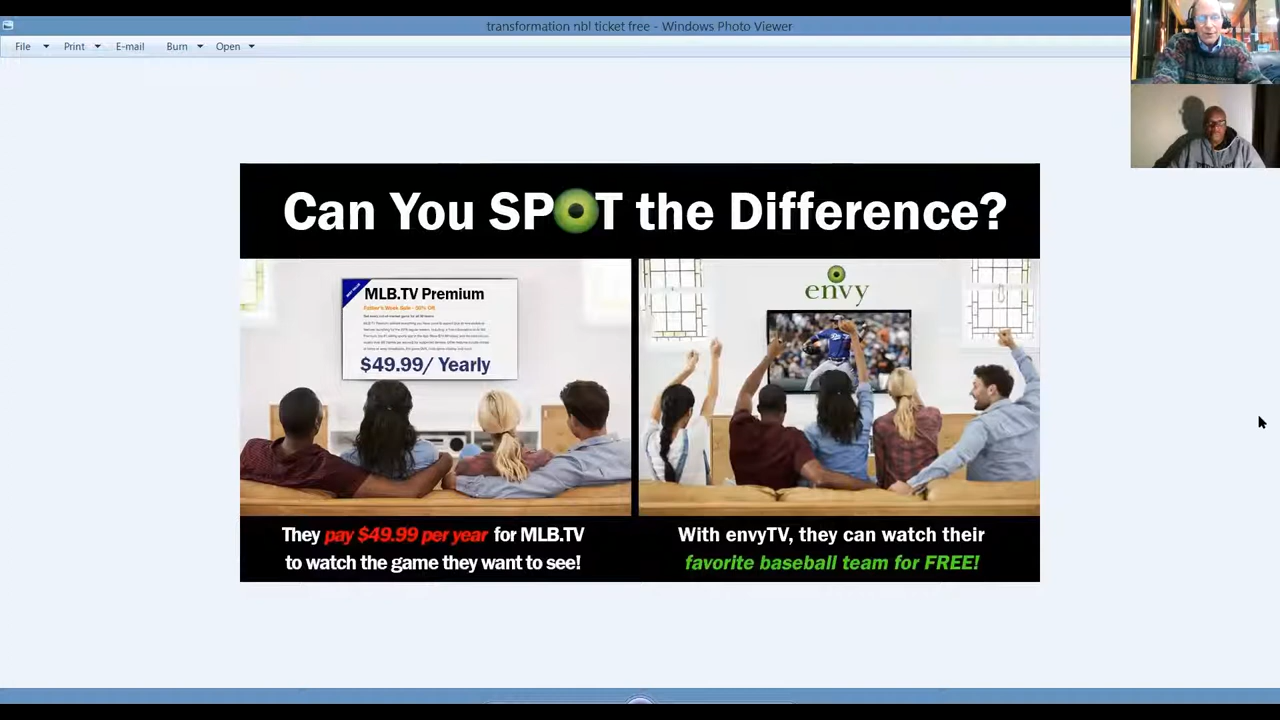 transformation nbl ticket free - Windows Photo Viewer
File Print E-mail Burn Open
Can You SPOT the Difference?
MLB.TV Premium
$49.99/ Yearly
envy
They pay $49.99 per year for MLB.TV
to watch the game they want to see!
With envyTV, they can watch their
favorite baseball team for FREE!